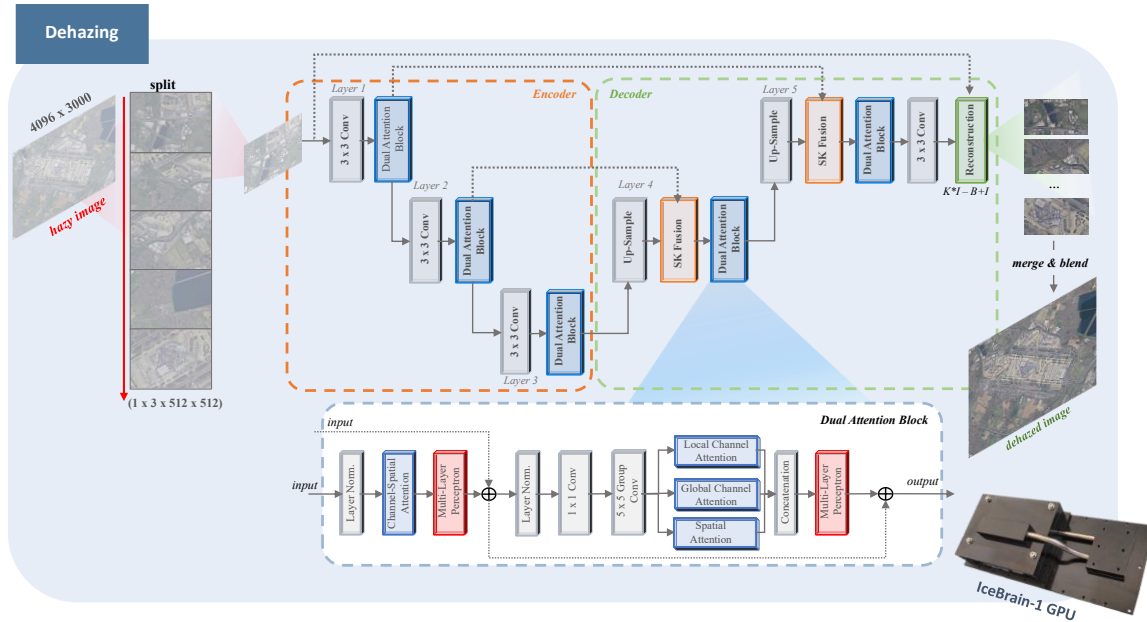 Dehazing
split
4096 x 3000
hazy image
(1 x 3 x 512 x 512)
Layer 1
3 x 3 Conv
Dual Attention
Block
Encoder
Layer 2
3 x 3 Conv
Dual Attention Block
3 x 3 Conv
Layer 3
Dual Attention
Block
Decoder
Layer 4
Up-Sample
SK Fusion
Dual Attention
Block
Layer 5
Up-Sample
SK Fusion
Dual Attention
Block
3 x 3 Conv
Reconstruction
K*I – B+I
...
merge & blend
dehazed image
Dual Attention Block
input
input
Layer Norm.
Channel-Spatial
Attention
Multi-Layer
Perceptron
Layer Norm.
1 x 1 Conv
5 x 5 Group
Conv
Local Channel
Attention
Global Channel
Attention
Spatial
Attention
Concatenation
Multi-Layer
Perceptron
output
IceBrain-1 GPU